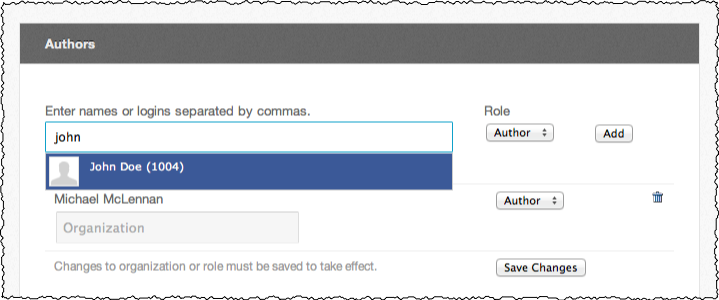 Authors
Enter names or logins separated by commas.
Role
john
Author
Add
John Doe (1004)
Michael McLennan
Author
Organization
Changes to organization or role must be saved to take effect.
Save Changes